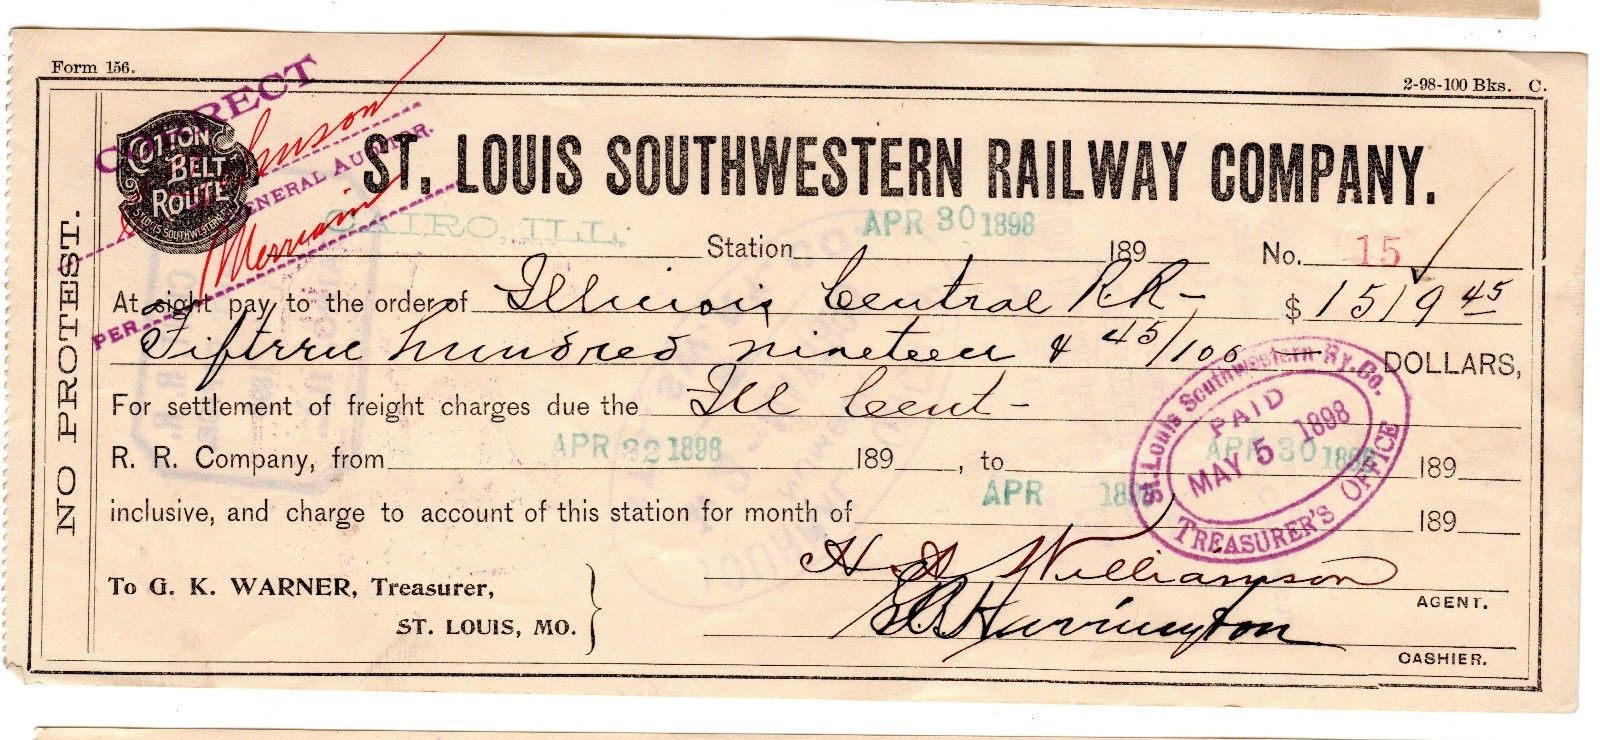 Form 156.
2-98-100 Bks. C.
CORRECT
GENERAL AUDITOR.
Merriam
PER
COTTON
BELT
ROUTE
ST. LOUIS SOUTHWESTERN RY.
ST. LOUIS SOUTHWESTERN RAILWAY COMPANY.
NO PROTEST.
CAIRO, ILL. Station APR 30 1898 189 No. 15
At sight pay to the order of Illinois Central R.R- $ 1519 45
Fifteen hundred nineteen & 45/100 DOLLARS,
For settlement of freight charges due the Ill Cent-
R. R. Company, from APR 22 1898 189 , to APR 30 1898 189
inclusive, and charge to account of this station for month of APR 1898 189
St. Louis Southwestern Ry. Co.
PAID
MAY 5 1898
TREASURER'S OFFICE
To G. K. WARNER, Treasurer,
ST. LOUIS, MO.
H. A. Williamson
AGENT.
Harrington
CASHIER.